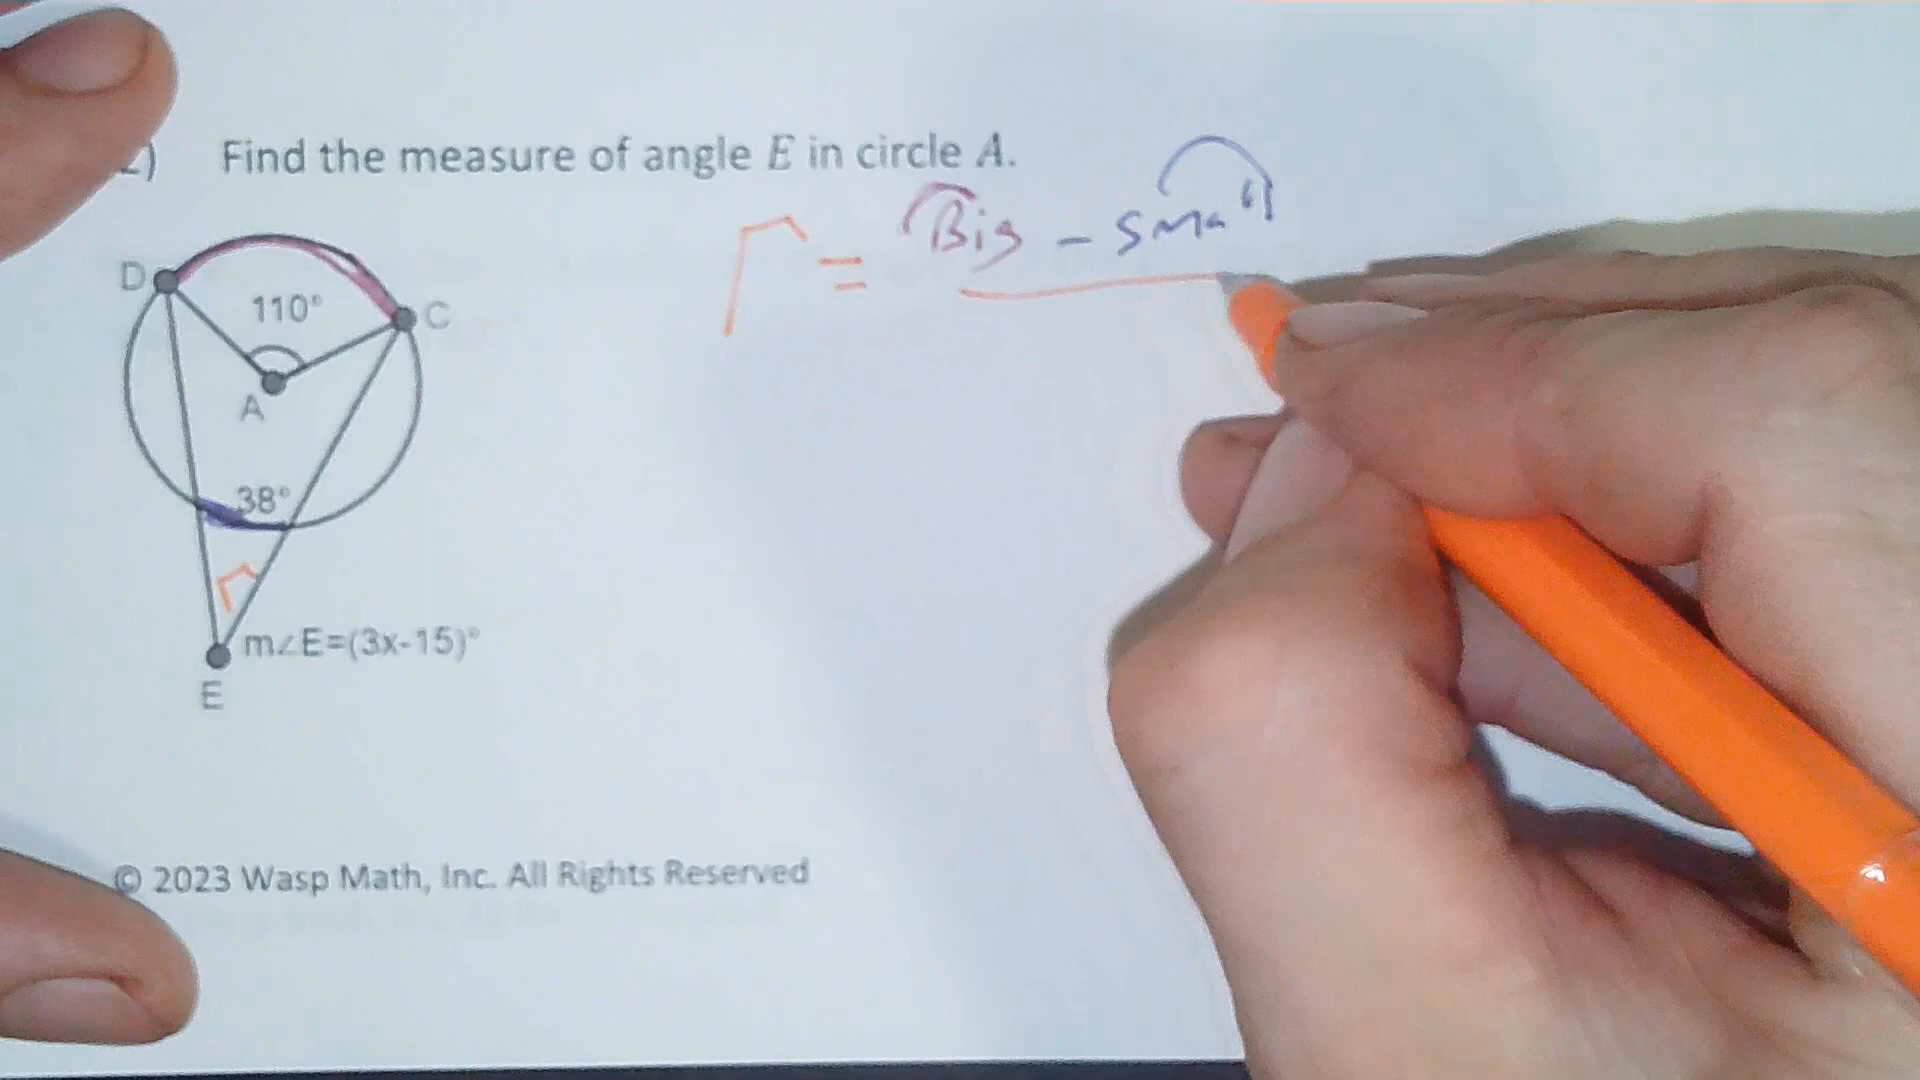 Find the measure of angle E in circle A.
= Big - Small
D
110°
C
A
38°
m∠E=(3x-15)°
E
© 2023 Wasp Math, Inc. All Rights Reserved